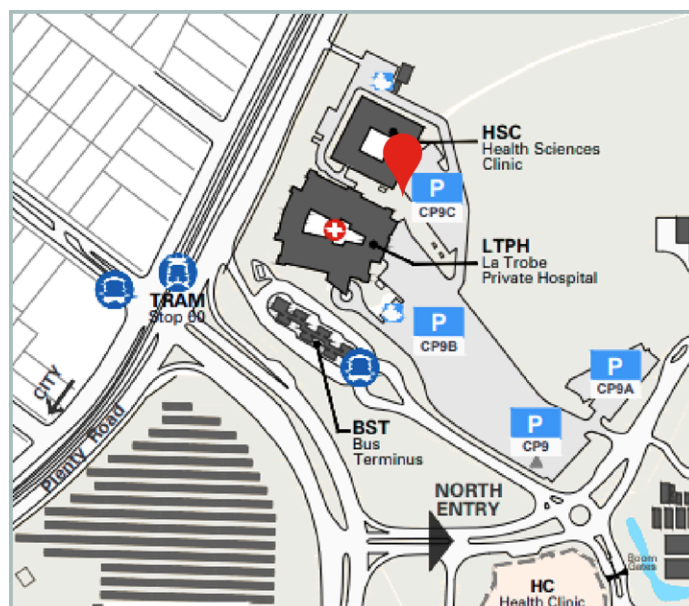 HSC
Health Sciences
Clinic
P
CP9C
LTPH
La Trobe
Private Hospital
TRAM
Stop 60
P
CP9B
P
CP9A
CITY
P
CP9
BST
Bus
Terminus
Plenty Road
NORTH
ENTRY
Boom
Gates
HC
Health Clinic